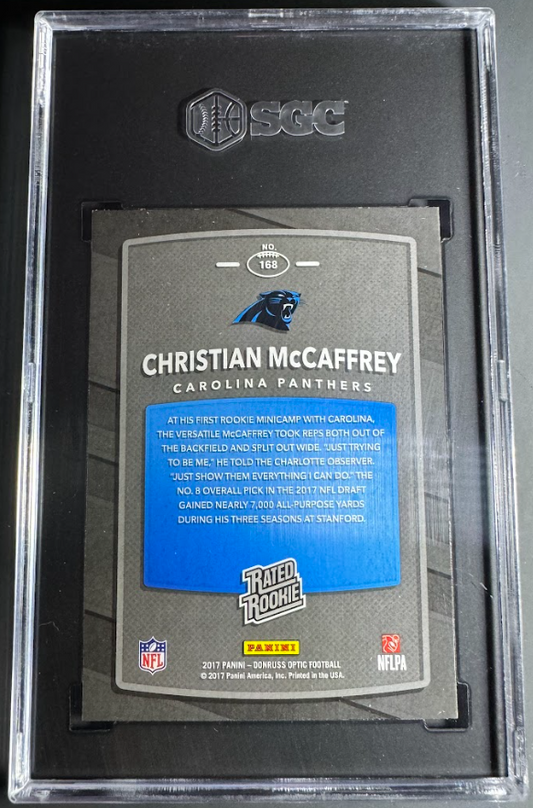 SGC
NO.
168
CHRISTIAN McCAFFREY
CAROLINA PANTHERS
AT HIS FIRST ROOKIE MINICAMP WITH CAROLINA,
THE VERSATILE McCAFFREY TOOK REPS BOTH OUT OF
THE BACKFIELD AND SPLIT OUT WIDE. "JUST TRYING
TO BE ME," HE TOLD THE CHARLOTTE OBSERVER.
"JUST SHOW THEM EVERYTHING I CAN DO." THE
NO. 8 OVERALL PICK IN THE 2017 NFL DRAFT
GAINED NEARLY 7,000 ALL-PURPOSE YARDS
DURING HIS THREE SEASONS AT STANFORD.
RATED
ROOKIE
NFL
PANINI
NFLPA
2017 PANINI – DONRUSS OPTIC FOOTBALL
© 2017 Panini America, Inc. Printed in the USA.